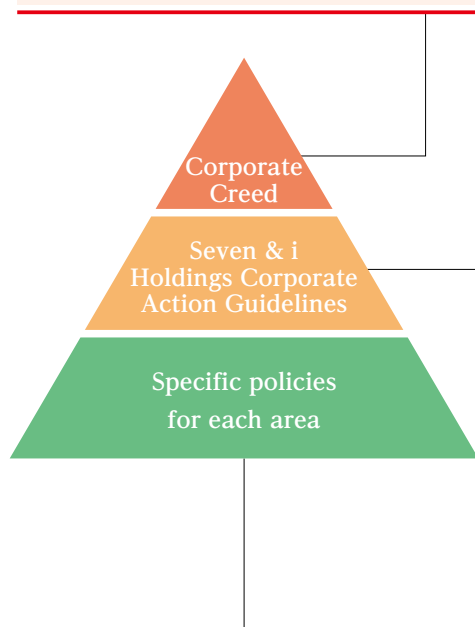 Corporate
Creed
Seven & i
Holdings Corporate
Action Guidelines
Specific policies
for each area